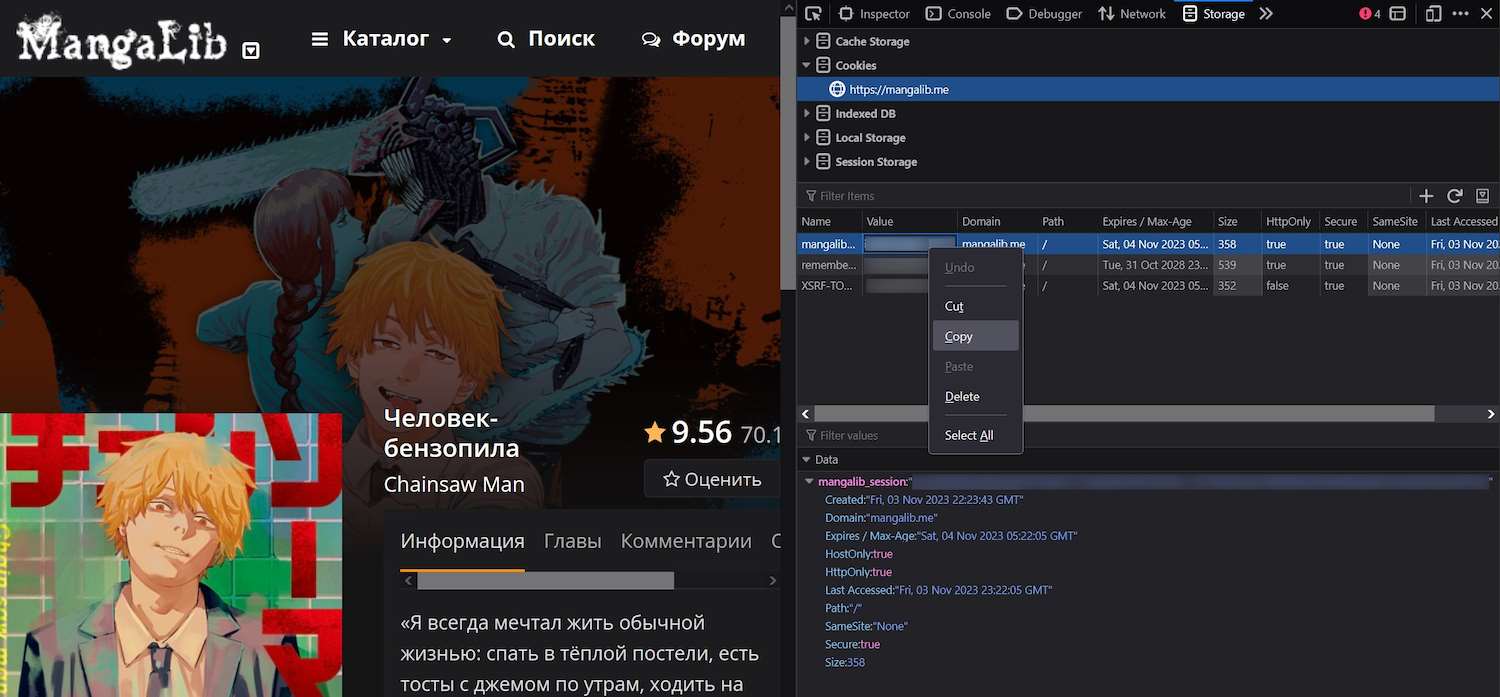 MangaLib
Каталог
Поиск
Форум
Человек-
бензопила
Chainsaw Man
9.56 70.1
Оценить
Информация Главы Комментарии С
«Я всегда мечтал жить обычной
жизнью: спать в тёплой постели, есть
тосты с джемом по утрам, ходить на
Inspector Console Debugger Network Storage 4
Cache Storage
Cookies
https://mangalib.me
Indexed DB
Local Storage
Session Storage
Filter Items
Name Value Domain Path Expires / Max-Age Size HttpOnly Secure SameSite Last Accessed
mangalib... mangalib.me / Sat, 04 Nov 2023 05... 358 true true None Fri, 03 Nov 20
remembe... / Tue, 31 Oct 2028 23... 539 true true None Fri, 03 Nov 20
XSRF-TO... / Sat, 04 Nov 2023 05... 352 false true None Fri, 03 Nov 20
Undo
Cut
Copy
Paste
Delete
Select All
Filter values
Data
mangalib_session:" "
Created:"Fri, 03 Nov 2023 22:23:43 GMT"
Domain:"mangalib.me"
Expires / Max-Age:"Sat, 04 Nov 2023 05:22:05 GMT"
HostOnly:true
HttpOnly:true
Last Accessed:"Fri, 03 Nov 2023 23:22:05 GMT"
Path:"/"
SameSite:"None"
Secure:true
Size:358